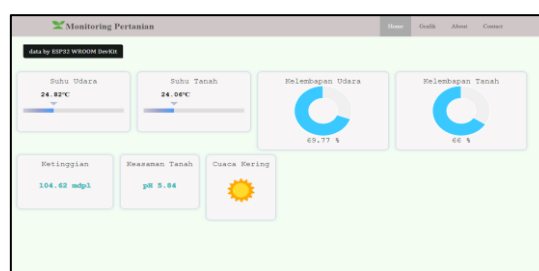 Monitoring Pertanian
Home Grafik About Contact
data by ESP32 WROOM DevKit
Suhu Udara
24.82°C
Suhu Tanah
24.06°C
Kelembapan Udara
69.77 %
Kelembapan Tanah
66 %
Ketinggian
104.62 mdpl
Keasaman Tanah
pH 5.84
Cuaca Kering